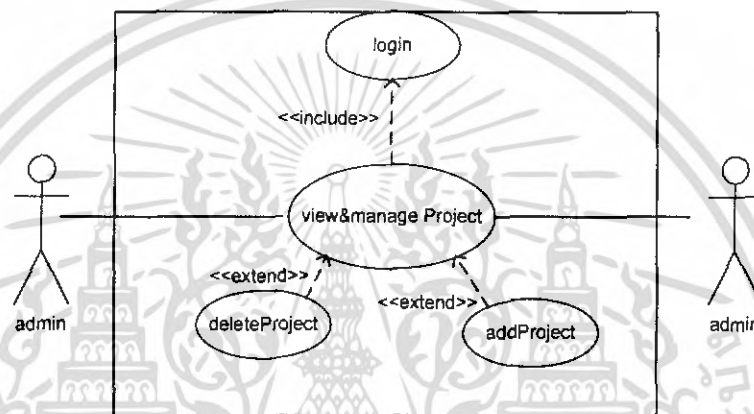 login
<<include>>
view&manage Project
<<extend>>
<<extend>>
deleteProject
addProject
admin
admin